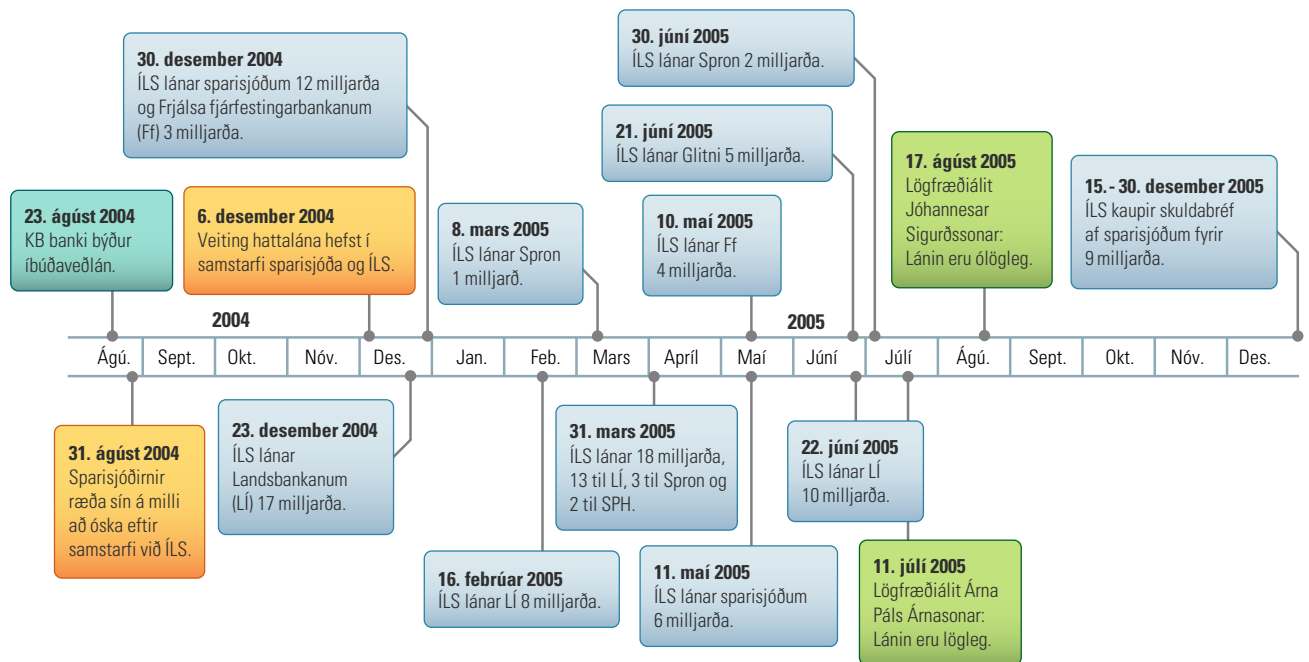 30. desember 2004
ÍLS lánar sparisjóðum 12 milljarða
og Frjálsa fjárfestingarbankanum
(Ff) 3 milljarða.
30. júní 2005
ÍLS lánar Spron 2 milljarða.
21. júní 2005
ÍLS lánar Glitni 5 milljarða.
23. ágúst 2004
KB banki býður
íbúðaveðlán.
6. desember 2004
Veiting hattalána hefst í
samstarfi sparisjóða og ÍLS.
8. mars 2005
ÍLS lánar Spron
1 milljarð.
10. maí 2005
ÍLS lánar Ff
4 milljarða.
17. ágúst 2005
Lögfræðiálit
Jóhannesar
Sigurðssonar:
Lánin eru ólögleg.
15. - 30. desember 2005
ÍLS kaupir skuldabréf
af sparisjóðum fyrir
9 milljarða.
2004 2005
Ágú. Sept. Okt. Nóv. Des. Jan. Feb. Mars Apríl Maí Júní Júlí Ágú. Sept. Okt. Nóv. Des.
31. ágúst 2004
Sparisjóðirnir
ræða sín á milli
að óska eftir
samstarfi við ÍLS.
23. desember 2004
ÍLS lánar
Landsbankanum
(LÍ) 17 milljarða.
16. febrúar 2005
ÍLS lánar LÍ 8 milljarða.
31. mars 2005
ÍLS lánar 18 milljarða,
13 til LÍ, 3 til Spron og
2 til SPH.
11. maí 2005
ÍLS lánar sparisjóðum
6 milljarða.
22. júní 2005
ÍLS lánar LÍ
10 milljarða.
11. júlí 2005
Lögfræðiálit Árna
Páls Árnasonar:
Lánin eru lögleg.